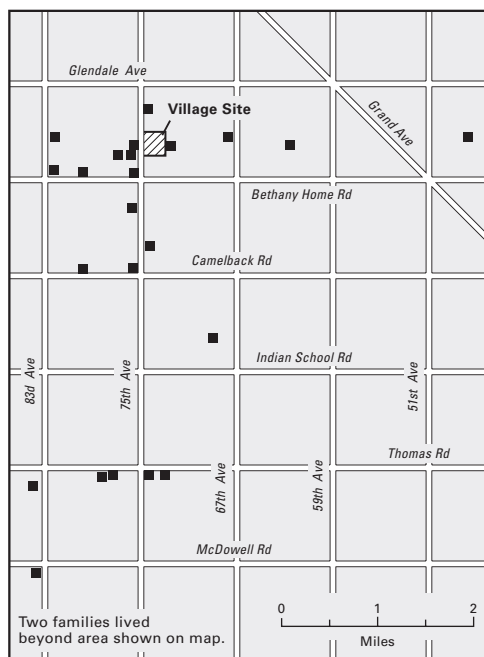 Glendale Ave
Village Site
Grand Ave
Bethany Home Rd
Camelback Rd
Indian School Rd
83d Ave
75th Ave
51st Ave
Thomas Rd
67th Ave
59th Ave
McDowell Rd
Two families lived
beyond area shown on map.
0 1 2
Miles